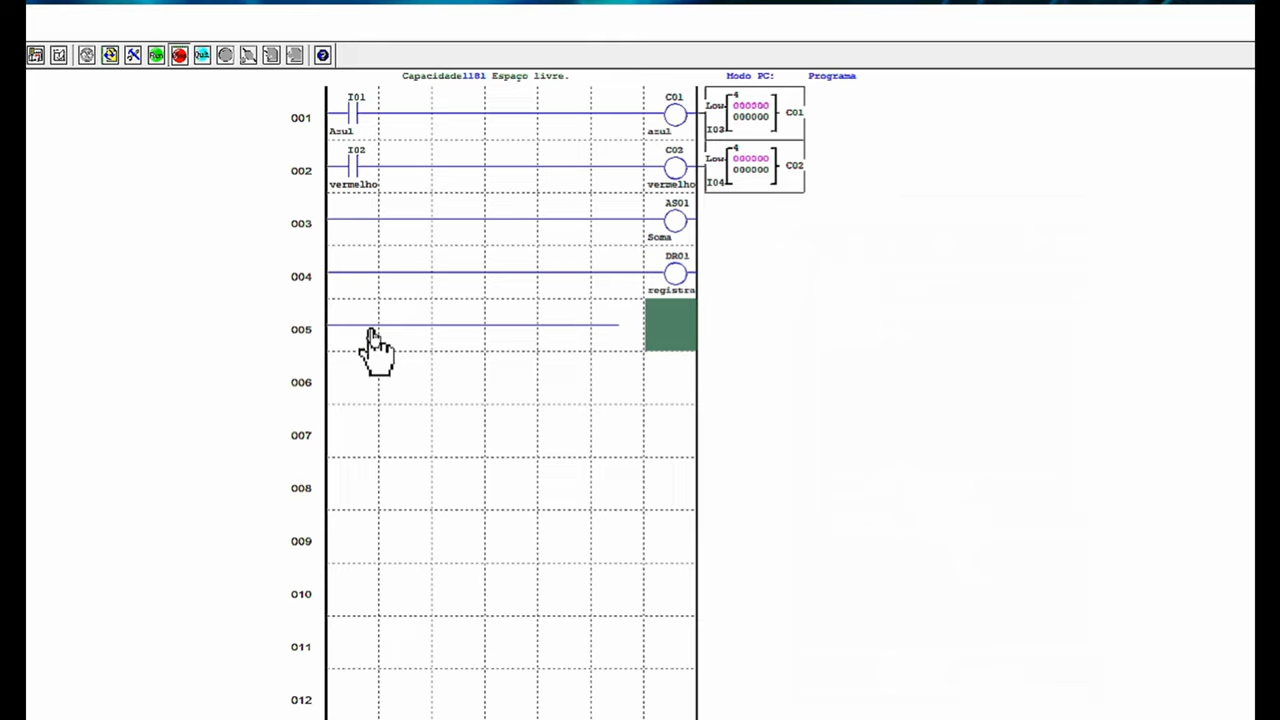 Run Quit
Capacidade1181 Espaço livre. Modo PC: Programa
I01 C01 4
001 Low 000000
000000 C01
Azul azul I03
I02 C02 4
002 Low 000000
000000 C02
vermelho vermelho I04
AS01
003
Soma
DR01
004
registra
005
006
007
008
009
010
011
012